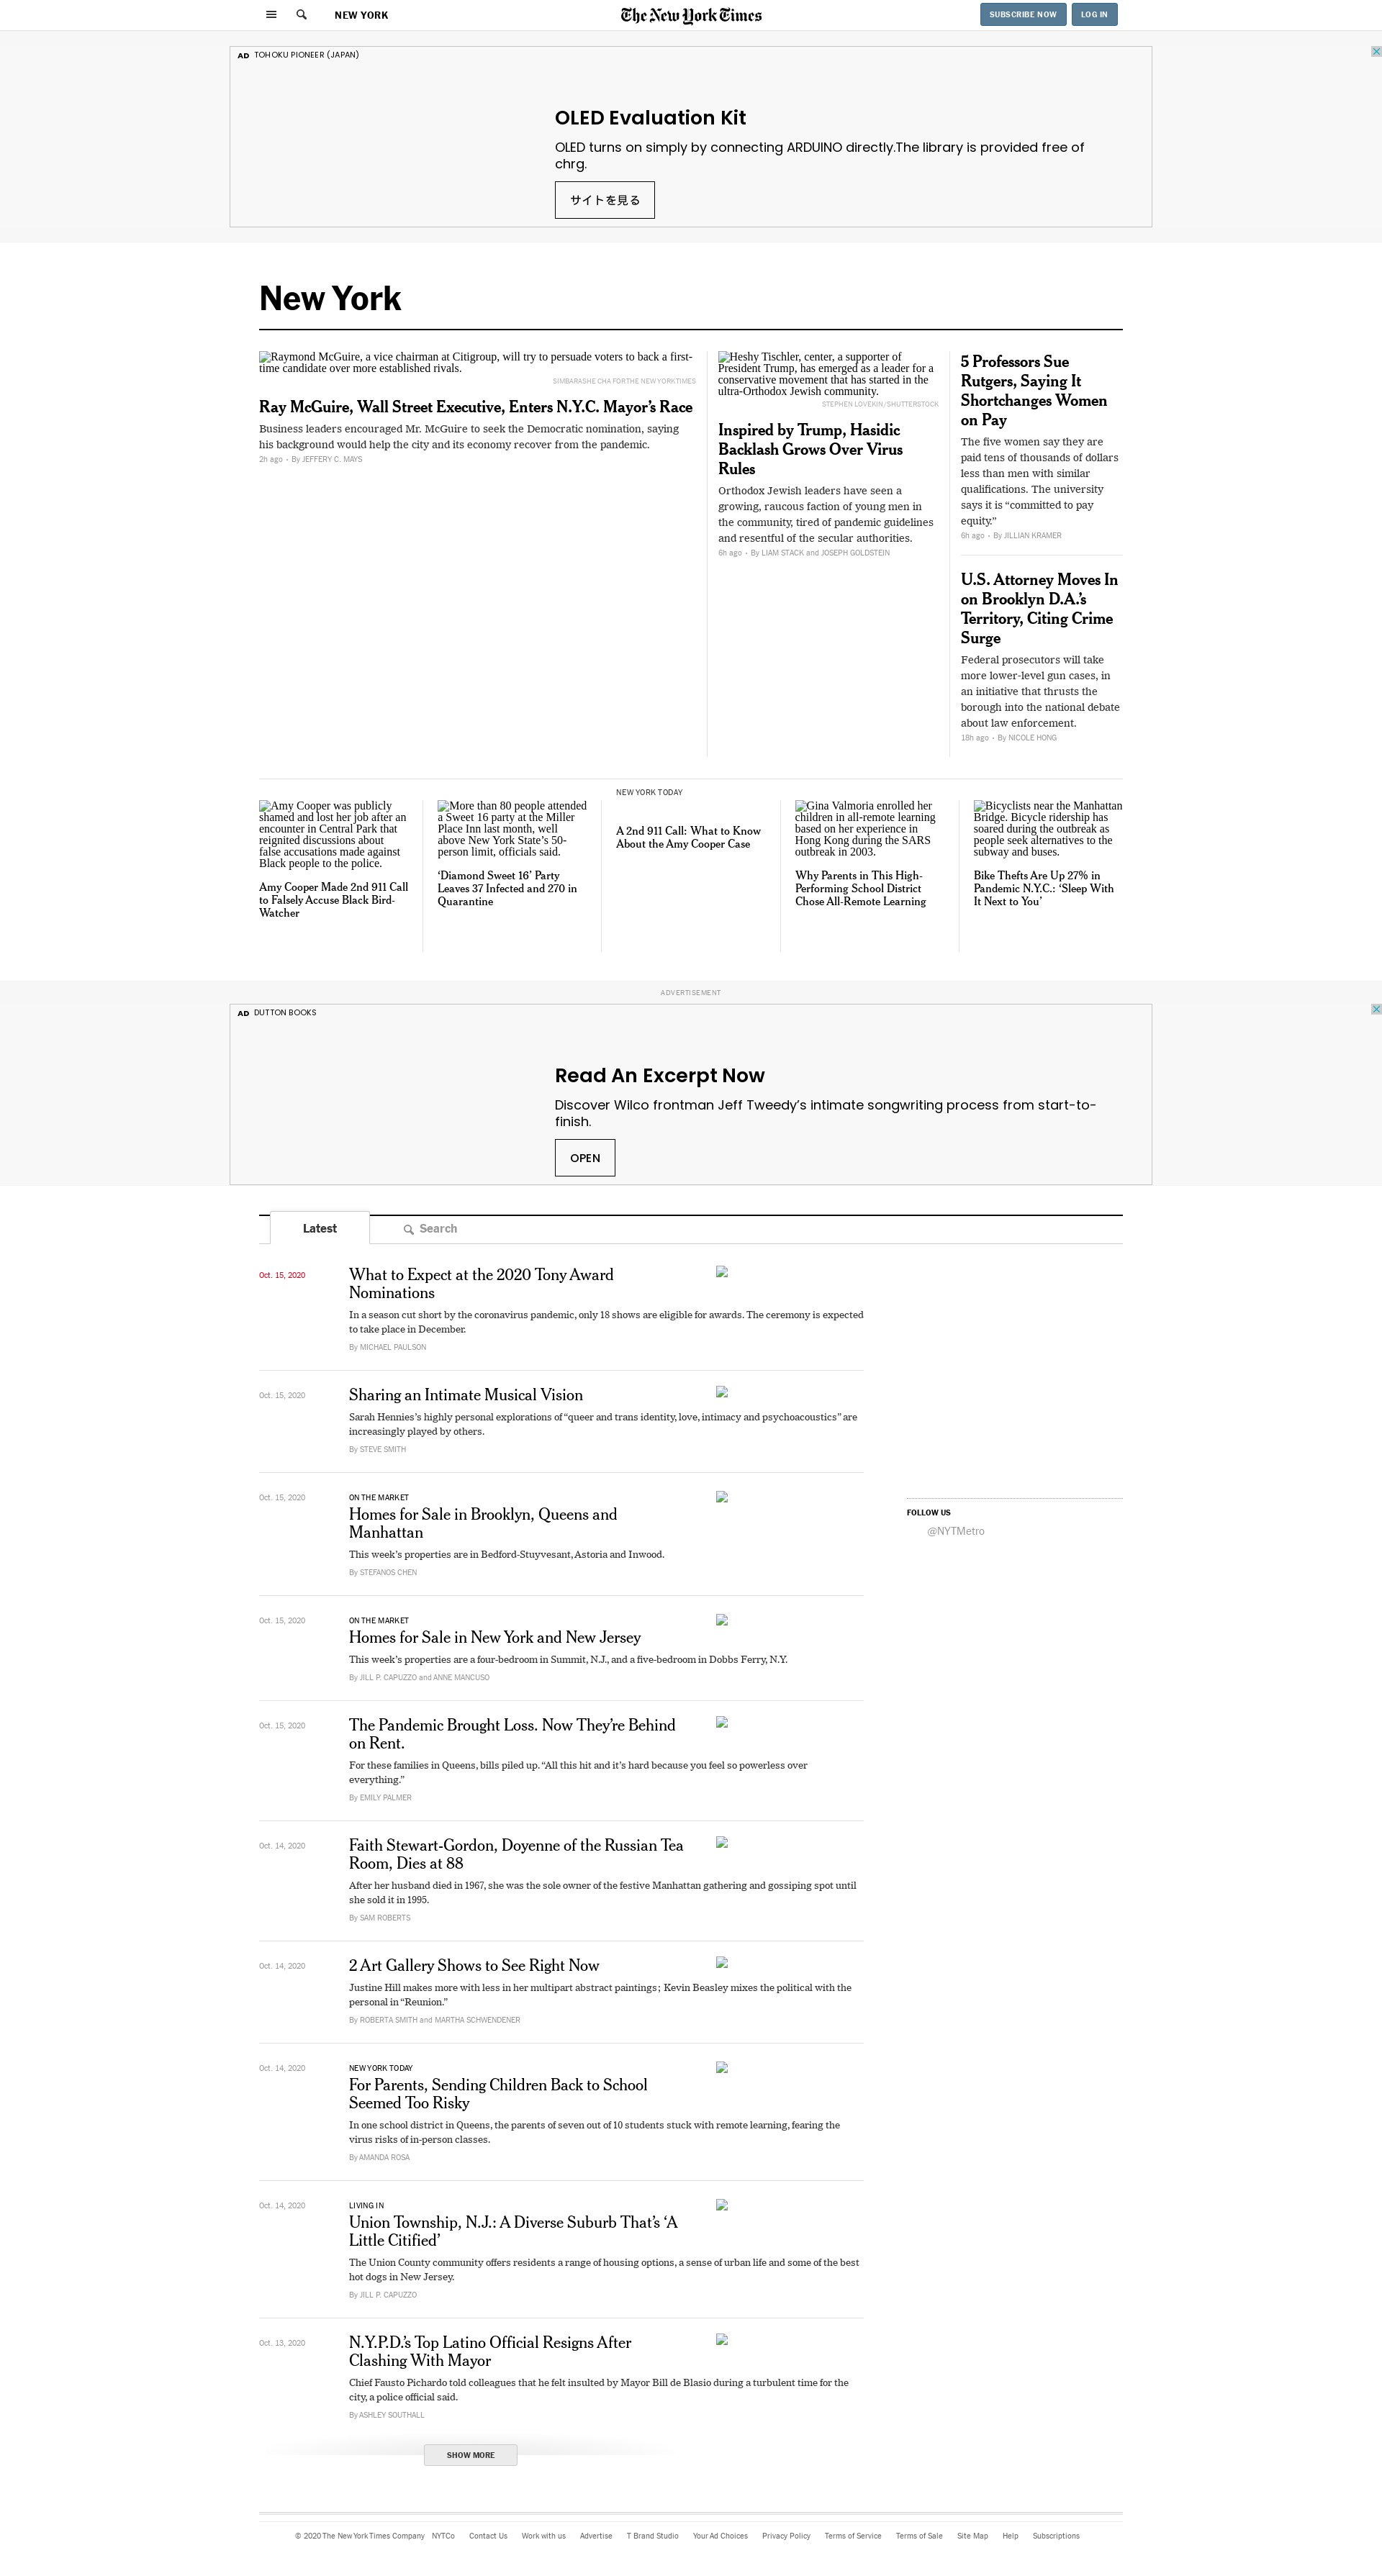 NEW YORK
The New York Times
SUBSCRIBE NOW
LOG IN
AD TOHOKU PIONEER (JAPAN)
OLED Evaluation Kit
OLED turns on simply by connecting ARDUINO directly.The library is provided free of
chrg.
サイトを見る
New York
Raymond McGuire, a vice chairman at Citigroup, will try to persuade voters to back a first-
time candidate over more established rivals.
SIMBARASHE CHA FOR THE NEW YORK TIMES
Ray McGuire, Wall Street Executive, Enters N.Y.C. Mayor’s Race
Business leaders encouraged Mr. McGuire to seek the Democratic nomination, saying
his background would help the city and its economy recover from the pandemic.
2h ago • By JEFFERY C. MAYS
Heshy Tischler, center, a supporter of
President Trump, has emerged as a leader for a
conservative movement that has started in the
ultra-Orthodox Jewish community.
STEPHEN LOVEKIN/SHUTTERSTOCK
Inspired by Trump, Hasidic
Backlash Grows Over Virus
Rules
Orthodox Jewish leaders have seen a
growing, raucous faction of young men in
the community, tired of pandemic guidelines
and resentful of the secular authorities.
6h ago • By LIAM STACK and JOSEPH GOLDSTEIN
5 Professors Sue
Rutgers, Saying It
Shortchanges Women
on Pay
The five women say they are
paid tens of thousands of dollars
less than men with similar
qualifications. The university
says it is “committed to pay
equity.”
6h ago • By JILLIAN KRAMER
U.S. Attorney Moves In
on Brooklyn D.A.’s
Territory, Citing Crime
Surge
Federal prosecutors will take
more lower-level gun cases, in
an initiative that thrusts the
borough into the national debate
about law enforcement.
18h ago • By NICOLE HONG
Amy Cooper was publicly
shamed and lost her job after an
encounter in Central Park that
reignited discussions about
false accusations made against
Black people to the police.
Amy Cooper Made 2nd 911 Call
to Falsely Accuse Black Bird-
Watcher
More than 80 people attended
a Sweet 16 party at the Miller
Place Inn last month, well
above New York State’s 50-
person limit, officials said.
‘Diamond Sweet 16’ Party
Leaves 37 Infected and 270 in
Quarantine
NEW YORK TODAY
A 2nd 911 Call: What to Know
About the Amy Cooper Case
Gina Valmoria enrolled her
children in all-remote learning
based on her experience in
Hong Kong during the SARS
outbreak in 2003.
Why Parents in This High-
Performing School District
Chose All-Remote Learning
Bicyclists near the Manhattan
Bridge. Bicycle ridership has
soared during the outbreak as
people seek alternatives to the
subway and buses.
Bike Thefts Are Up 27% in
Pandemic N.Y.C.: ‘Sleep With
It Next to You’
ADVERTISEMENT
AD DUTTON BOOKS
Read An Excerpt Now
Discover Wilco frontman Jeff Tweedy’s intimate songwriting process from start-to-
finish.
OPEN
Latest
Search
Oct. 15, 2020
What to Expect at the 2020 Tony Award
Nominations
In a season cut short by the coronavirus pandemic, only 18 shows are eligible for awards. The ceremony is expected
to take place in December.
By MICHAEL PAULSON
Oct. 15, 2020
Sharing an Intimate Musical Vision
Sarah Hennies’s highly personal explorations of “queer and trans identity, love, intimacy and psychoacoustics” are
increasingly played by others.
By STEVE SMITH
Oct. 15, 2020
ON THE MARKET
Homes for Sale in Brooklyn, Queens and
Manhattan
This week’s properties are in Bedford-Stuyvesant, Astoria and Inwood.
By STEFANOS CHEN
FOLLOW US
@NYTMetro
Oct. 15, 2020
ON THE MARKET
Homes for Sale in New York and New Jersey
This week’s properties are a four-bedroom in Summit, N.J., and a five-bedroom in Dobbs Ferry, N.Y.
By JILL P. CAPUZZO and ANNE MANCUSO
Oct. 15, 2020
The Pandemic Brought Loss. Now They’re Behind
on Rent.
For these families in Queens, bills piled up. “All this hit and it’s hard because you feel so powerless over
everything.”
By EMILY PALMER
Oct. 14, 2020
Faith Stewart-Gordon, Doyenne of the Russian Tea
Room, Dies at 88
After her husband died in 1967, she was the sole owner of the festive Manhattan gathering and gossiping spot until
she sold it in 1995.
By SAM ROBERTS
Oct. 14, 2020
2 Art Gallery Shows to See Right Now
Justine Hill makes more with less in her multipart abstract paintings; Kevin Beasley mixes the political with the
personal in “Reunion.”
By ROBERTA SMITH and MARTHA SCHWENDENER
Oct. 14, 2020
NEW YORK TODAY
For Parents, Sending Children Back to School
Seemed Too Risky
In one school district in Queens, the parents of seven out of 10 students stuck with remote learning, fearing the
virus risks of in-person classes.
By AMANDA ROSA
Oct. 14, 2020
LIVING IN
Union Township, N.J.: A Diverse Suburb That’s ‘A
Little Citified’
The Union County community offers residents a range of housing options, a sense of urban life and some of the best
hot dogs in New Jersey.
By JILL P. CAPUZZO
Oct. 13, 2020
N.Y.P.D.’s Top Latino Official Resigns After
Clashing With Mayor
Chief Fausto Pichardo told colleagues that he felt insulted by Mayor Bill de Blasio during a turbulent time for the
city, a police official said.
By ASHLEY SOUTHALL
SHOW MORE
© 2020 The New York Times Company NYTCo Contact Us Work with us Advertise T Brand Studio Your Ad Choices Privacy Policy Terms of Service Terms of Sale Site Map Help Subscriptions